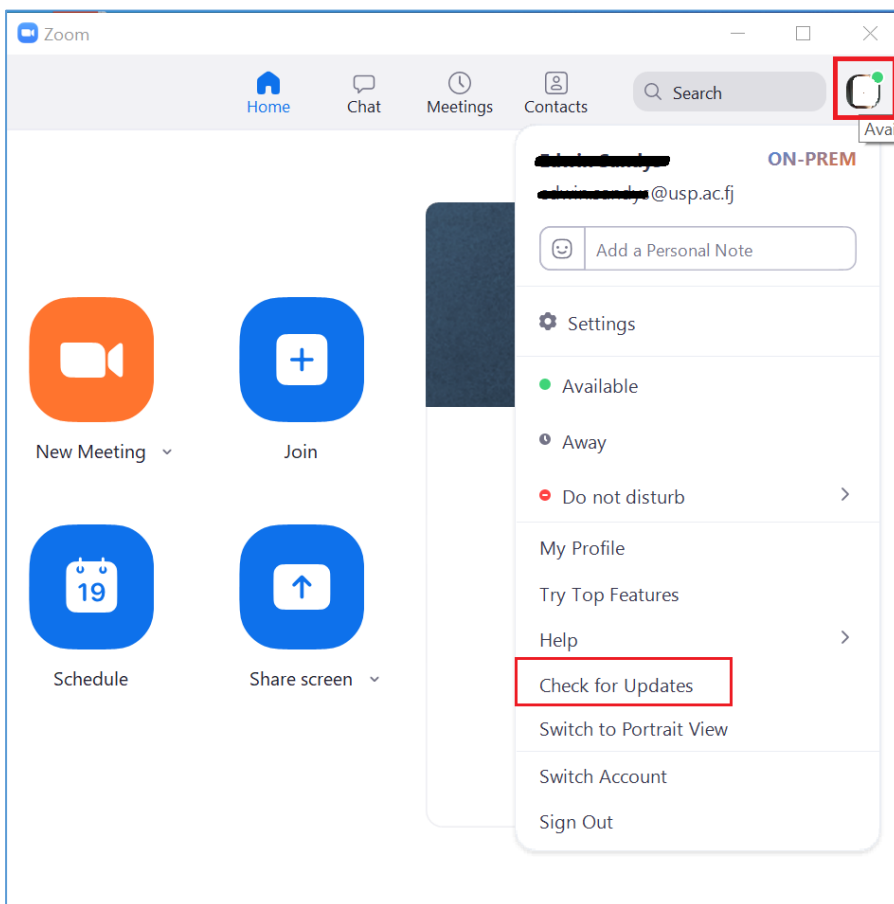 Zoom
Home
Chat
Meetings
Contacts
Search
Ava
ON-PREM
@usp.ac.fj
Add a Personal Note
Settings
Available
Away
Do not disturb
My Profile
Try Top Features
Help
Check for Updates
Switch to Portrait View
Switch Account
Sign Out
New Meeting
Join
19
Schedule
Share screen